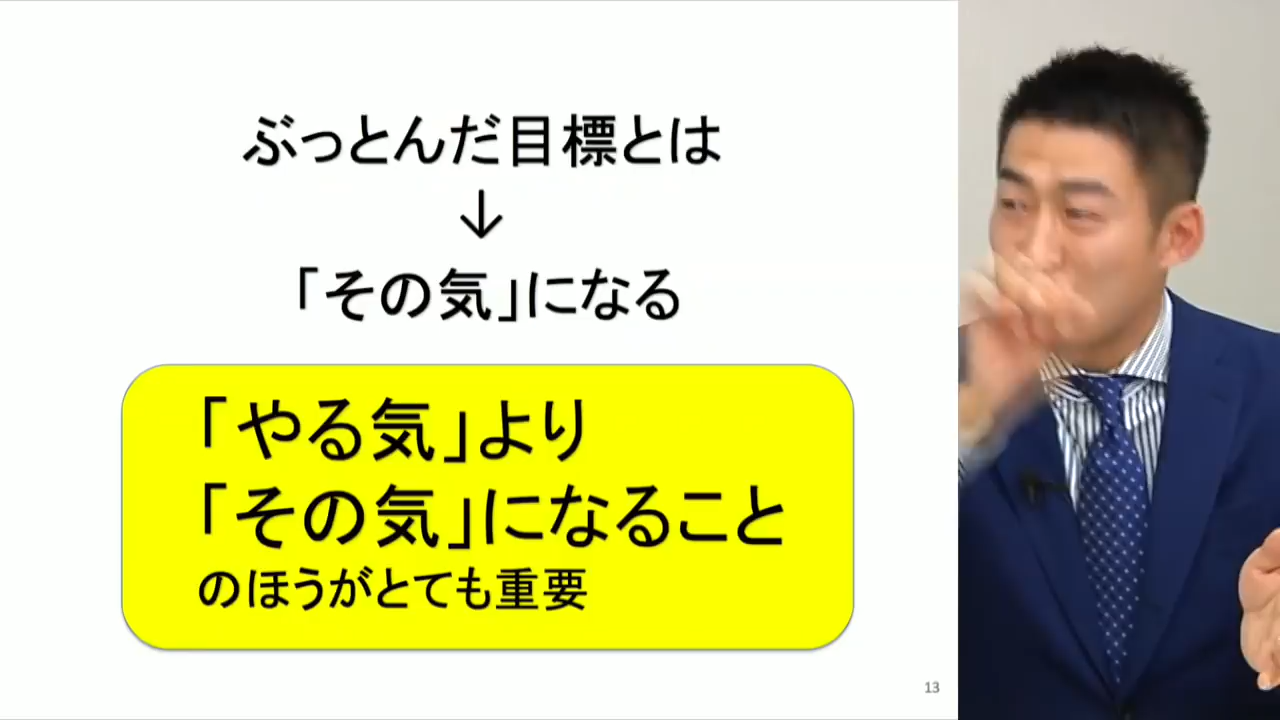 ぶっとんだ目標とは
↓
「その気」になる
「やる気」より
「その気」になること
のほうがとても重要
13